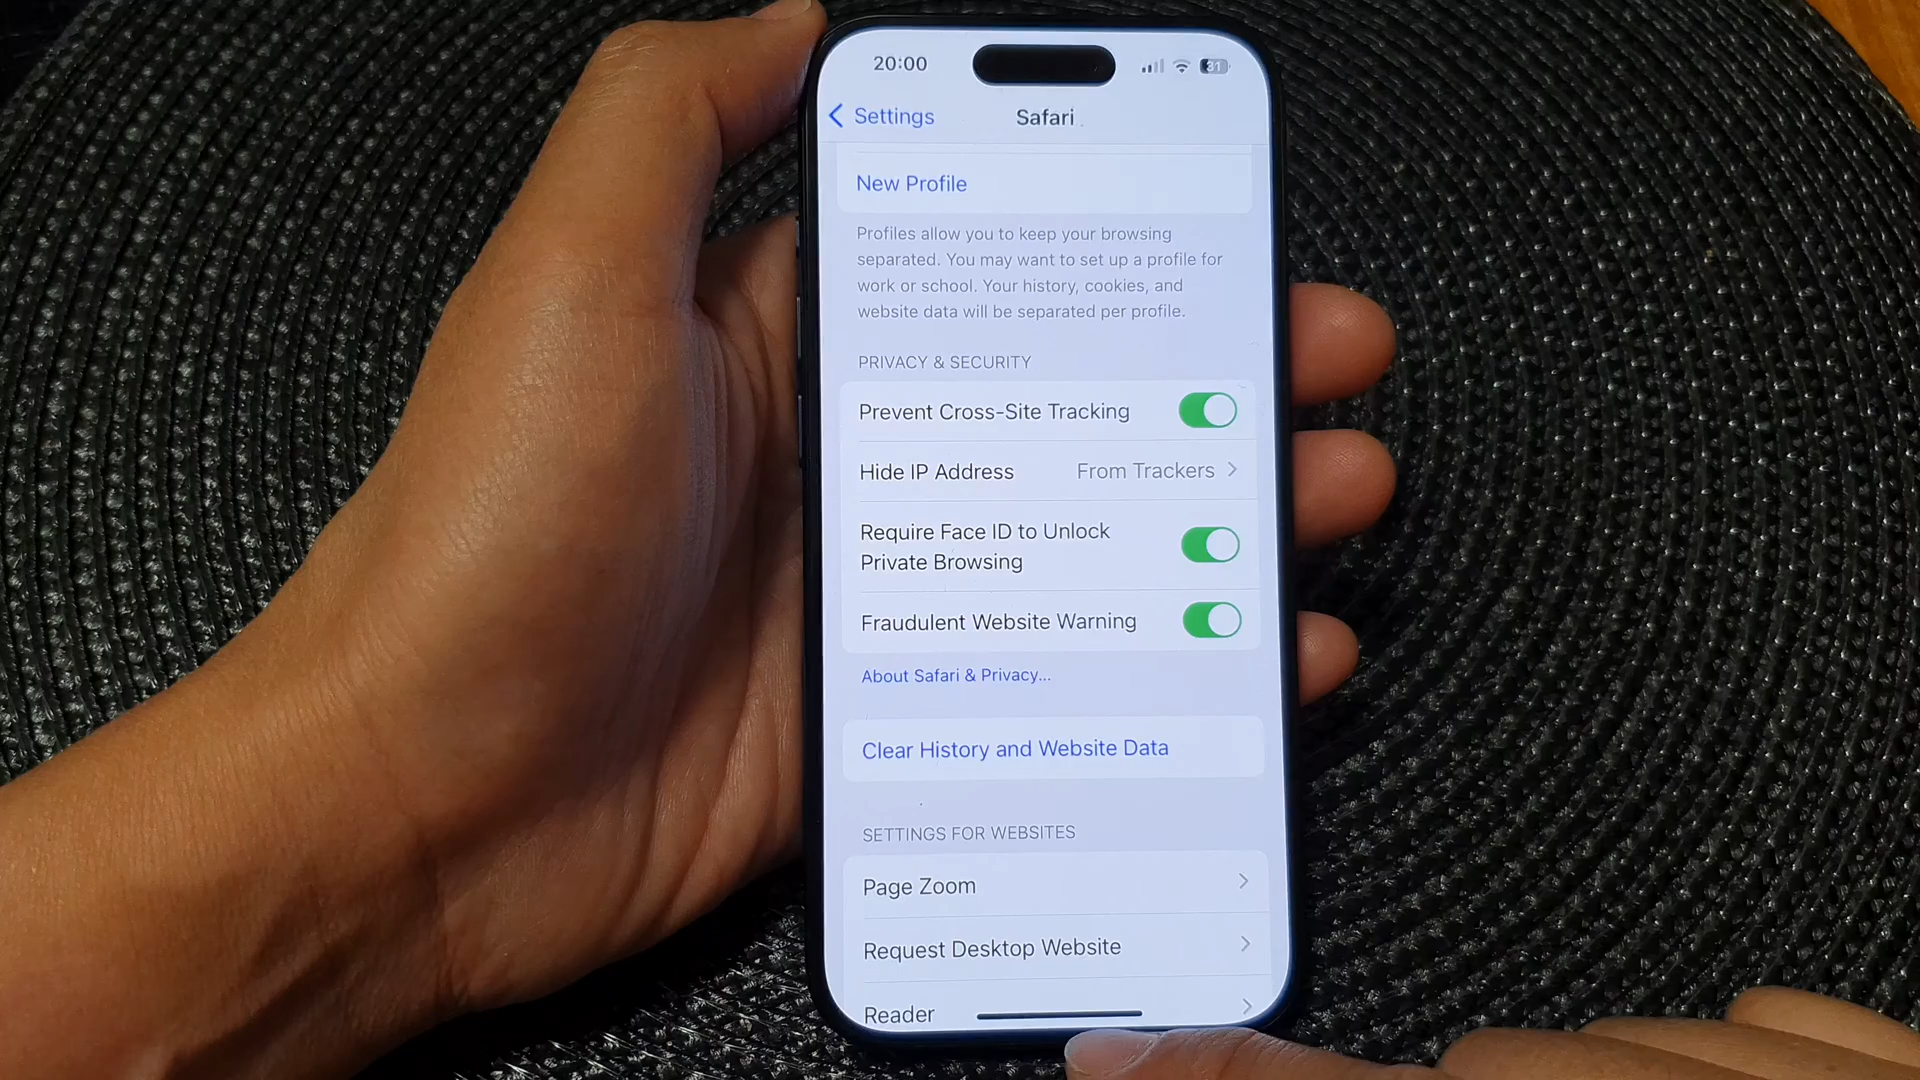 20:00
31
Settings
Safari
New Profile
Profiles allow you to keep your browsing
separated. You may want to set up a profile for
work or school. Your history, cookies, and
website data will be separated per profile.
PRIVACY & SECURITY
Prevent Cross-Site Tracking
Hide IP Address From Trackers
Require Face ID to Unlock
Private Browsing
Fraudulent Website Warning
About Safari & Privacy...
Clear History and Website Data
SETTINGS FOR WEBSITES
Page Zoom
Request Desktop Website
Reader